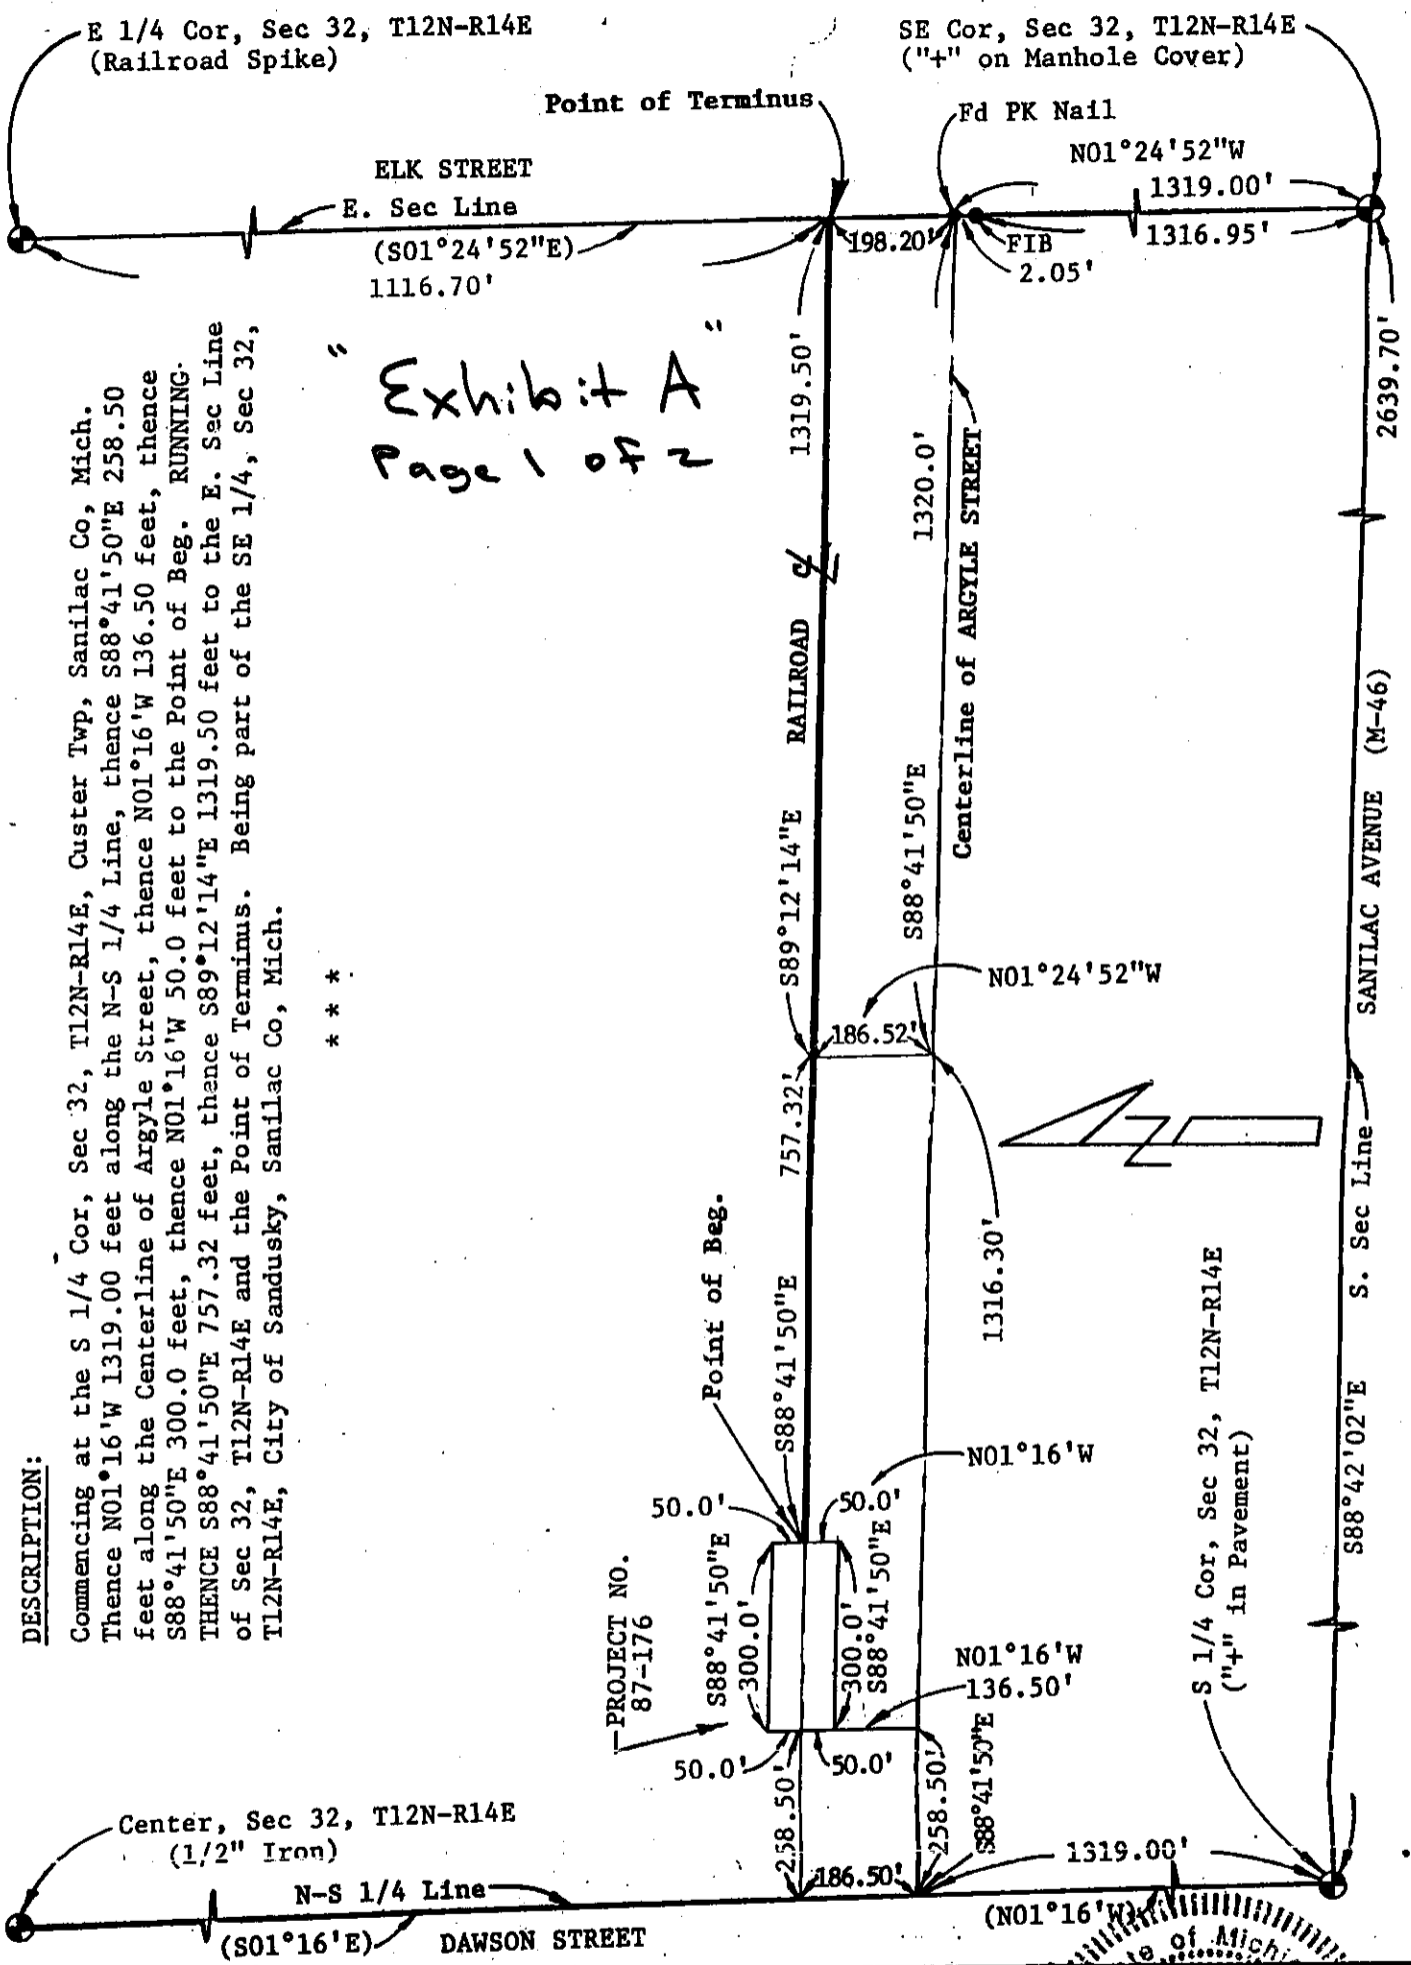 E 1/4 Cor, Sec 32, T12N-R14E
(Railroad Spike)
SE Cor, Sec 32, T12N-R14E
("+" on Manhole Cover)
Point of Terminus
Fd PK Nail
N01°24'52"W
1319.00'
ELK STREET
E. Sec Line
(S01°24'52"E)
1116.70'
198.20'
FIB
2.05'
1316.95'
2639.70'
"Exhibit A"
Page 1 of 2
1319.50'
1320.0'
RAILROAD ℄
Centerline of ARGYLE STREET
SANILAC AVENUE (M-46)
S89°12'14"E
S88°41'50"E
N01°24'52"W
186.52'
757.32'
1316.30'
N
S. Sec Line
S88°42'02"E
Point of Beg.
S88°41'50"E
N01°16'W
50.0'
50.0'
PROJECT NO.
87-176
S88°41'50"E
300.0'
300.0'
S88°41'50"E
N01°16'W
136.50'
50.0'
50.0'
258.50'
258.50'
S88°41'50"E
S 1/4 Cor, Sec 32, T12N-R14E
("+" in Pavement)
1319.00'
186.50'
(N01°16'W)
Center, Sec 32, T12N-R14E
(1/2" Iron)
N-S 1/4 Line
(S01°16'E)
DAWSON STREET
DESCRIPTION:
Commencing at the S 1/4 Cor, Sec 32, T12N-R14E, Custer Twp, Sanilac Co, Mich.
Thence N01°16'W 1319.00 feet along the N-S 1/4 Line, thence S88°41'50"E 258.50
feet along the Centerline of Argyle Street, thence N01°16'W 136.50 feet, thence
S88°41'50"E 300.0 feet, thence N01°16'W 50.0 feet to the Point of Beg. RUNNING
THENCE S88°41'50"E 757.32 feet, thance S89°12'14"E 1319.50 feet to the E. Sec Line
of Sec 32, T12N-R14E and the Point of Terminus. Being part of the SE 1/4, Sec 32,
T12N-R14E, City of Sandusky, Sanilac Co, Mich.
* * *
of Michi